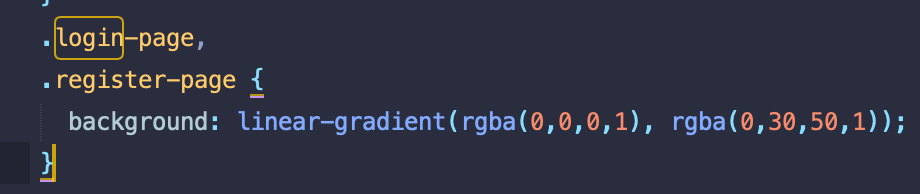 }
.login-page,
.register-page {
  background: linear-gradient(rgba(0,0,0,1), rgba(0,30,50,1));
}